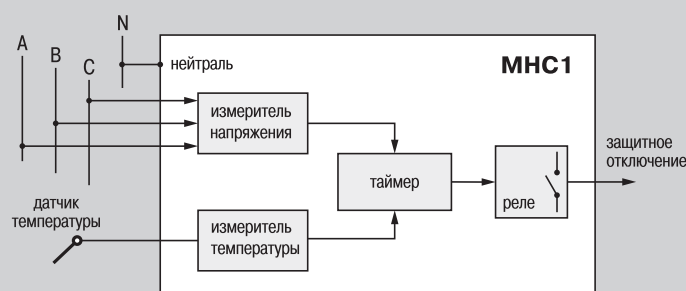 A
B
C
N
нейтраль
МНС1
измеритель
напряжения
таймер
реле
защитное
отключение
датчик
температуры
измеритель
температуры